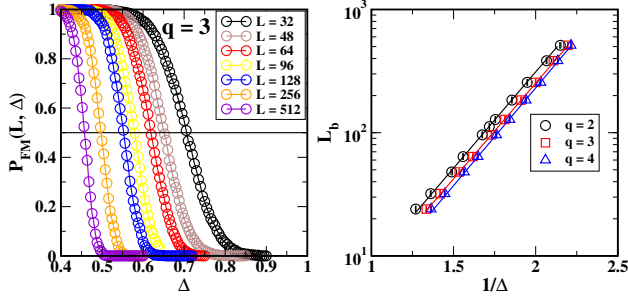 q = 3
L = 32
L = 48
L = 64
L = 96
L = 128
L = 256
L = 512
P_FM(L, Δ)
1
0.8
0.6
0.4
0.2
0
0.4 0.5 0.6 0.7 0.8 0.9 1
Δ
L_b
10^3
10^2
10^1
q = 2
q = 3
q = 4
1 1.5 2 2.5
1/Δ